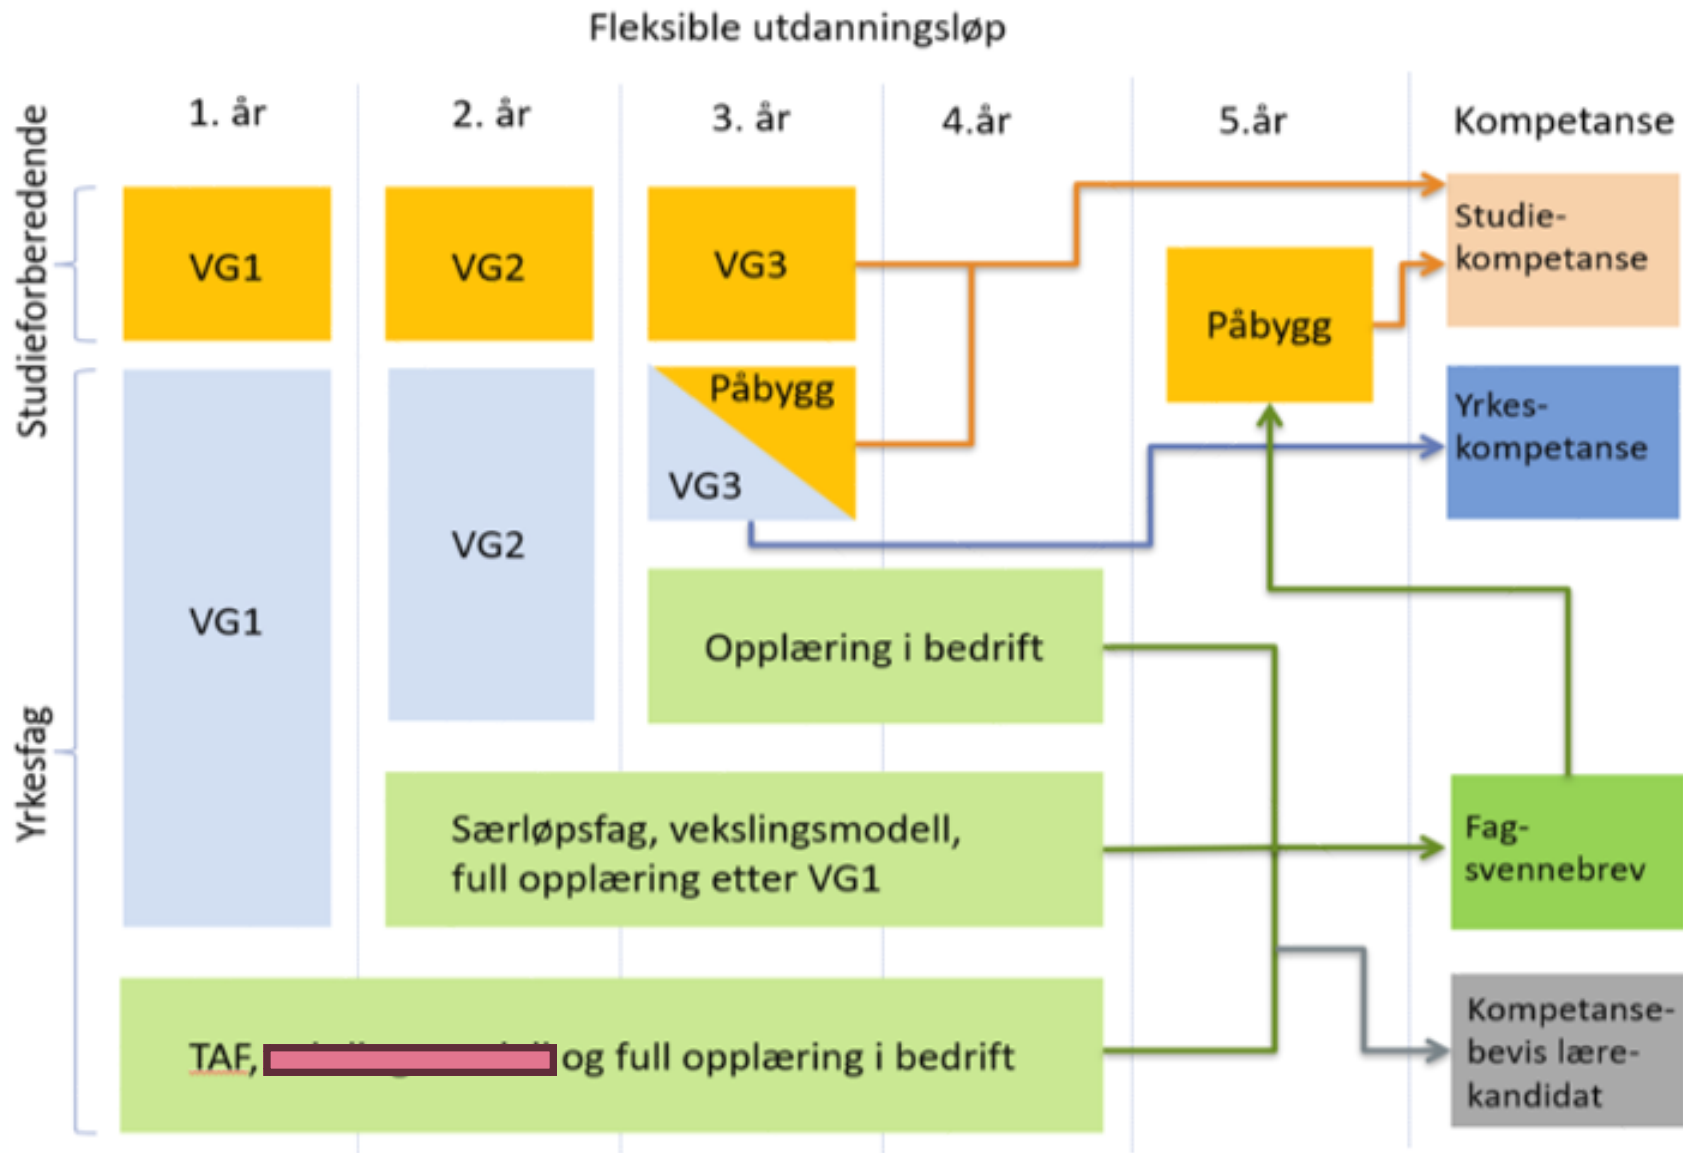 Fleksible utdanningsløp
1. år
2. år
3. år
4.år
5.år
Kompetanse
Studieforberedende
VG1
VG2
VG3
Påbygg
Studie-
kompetanse
Yrkesfag
VG1
VG2
Påbygg
VG3
Yrkes-
kompetanse
Opplæring i bedrift
Særløpsfag, vekslingsmodell,
full opplæring etter VG1
Fag-
svennebrev
TAF, og full opplæring i bedrift
Kompetanse-
bevis lære-
kandidat